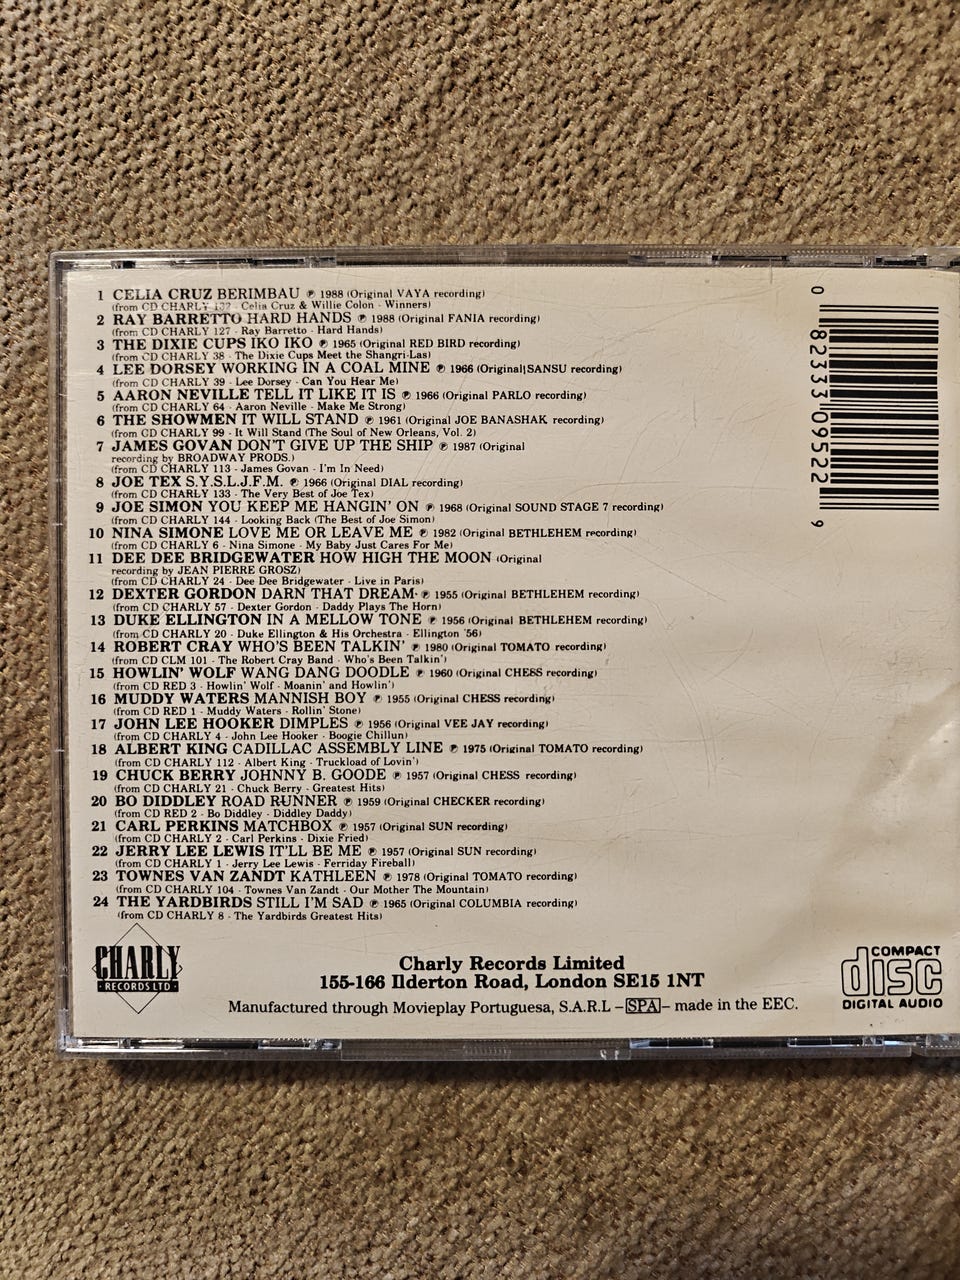 1 CELIA CRUZ BERIMBAU ℗ 1988 (Original VAYA recording)
(from CD CHARLY 132 · Celia Cruz & Willie Colon · Winners)
2 RAY BARRETTO HARD HANDS ℗ 1988 (Original FANIA recording)
(from CD CHARLY 127 · Ray Barretto · Hard Hands)
3 THE DIXIE CUPS IKO IKO ℗ 1965 (Original RED BIRD recording)
(from CD CHARLY 38 · The Dixie Cups Meet the Shangri-Las)
4 LEE DORSEY WORKING IN A COAL MINE ℗ 1966 (Original SANSU recording)
(from CD CHARLY 39 · Lee Dorsey · Can You Hear Me)
5 AARON NEVILLE TELL IT LIKE IT IS ℗ 1966 (Original PARLO recording)
(from CD CHARLY 64 · Aaron Neville · Make Me Strong)
6 THE SHOWMEN IT WILL STAND ℗ 1961 (Original JOE BANASHAK recording)
(from CD CHARLY 99 · It Will Stand (The Soul of New Orleans, Vol. 2)
7 JAMES GOVAN DON'T GIVE UP THE SHIP ℗ 1987 (Original
recording by BROADWAY PRODS.)
(from CD CHARLY 113 · James Govan · I'm In Need)
8 JOE TEX S.Y.S.L.J.F.M. ℗ 1966 (Original DIAL recording)
(from CD CHARLY 133 · The Very Best of Joe Tex)
9 JOE SIMON YOU KEEP ME HANGIN' ON ℗ 1968 (Original SOUND STAGE 7 recording)
(from CD CHARLY 144 · Looking Back (The Best of Joe Simon)
10 NINA SIMONE LOVE ME OR LEAVE ME ℗ 1982 (Original BETHLEHEM recording)
(from CD CHARLY 6 · Nina Simone · My Baby Just Cares For Me)
11 DEE DEE BRIDGEWATER HOW HIGH THE MOON (Original
recording by JEAN PIERRE GROSZ)
(from CD CHARLY 24 · Dee Dee Bridgewater · Live in Paris)
12 DEXTER GORDON DARN THAT DREAM· ℗ 1955 (Original BETHLEHEM recording)
(from CD CHARLY 57 · Dexter Gordon · Daddy Plays The Horn)
13 DUKE ELLINGTON IN A MELLOW TONE ℗ 1956 (Original BETHLEHEM recording)
(from CD CHARLY 20 · Duke Ellington & His Orchestra · Ellington '56)
14 ROBERT CRAY WHO'S BEEN TALKIN' ℗ 1980 (Original TOMATO recording)
(from CD CLM 101 · The Robert Cray Band · Who's Been Talkin')
15 HOWLIN' WOLF WANG DANG DOODLE ℗ 1960 (Original CHESS recording)
(from CD RED 3 · Howlin' Wolf · Moanin' and Howlin')
16 MUDDY WATERS MANNISH BOY ℗ 1955 (Original CHESS recording)
(from CD RED 1 · Muddy Waters · Rollin' Stone)
17 JOHN LEE HOOKER DIMPLES ℗ 1956 (Original VEE JAY recording)
(from CD CHARLY 4 · John Lee Hooker · Boogie Chillun)
18 ALBERT KING CADILLAC ASSEMBLY LINE ℗ 1975 (Original TOMATO recording)
(from CD CHARLY 112 · Albert King · Truckload of Lovin')
19 CHUCK BERRY JOHNNY B. GOODE ℗ 1957 (Original CHESS recording)
(from CD CHARLY 21 · Chuck Berry · Greatest Hits)
20 BO DIDDLEY ROAD RUNNER ℗ 1959 (Original CHECKER recording)
(from CD RED 2 · Bo Diddley · Diddley Daddy)
21 CARL PERKINS MATCHBOX ℗ 1957 (Original SUN recording)
(from CD CHARLY 2 · Carl Perkins · Dixie Fried)
22 JERRY LEE LEWIS IT'LL BE ME ℗ 1957 (Original SUN recording)
(from CD CHARLY 1 · Jerry Lee Lewis · Ferriday Fireball)
23 TOWNES VAN ZANDT KATHLEEN ℗ 1978 (Original TOMATO recording)
(from CD CHARLY 104 · Townes Van Zandt · Our Mother The Mountain)
24 THE YARDBIRDS STILL I'M SAD ℗ 1965 (Original COLUMBIA recording)
(from CD CHARLY 8 · The Yardbirds Greatest Hits)
0 82333 09522 9
CHARLY
·RECORDS LTD·
Charly Records Limited
155-166 Ilderton Road, London SE15 1NT
Manufactured through Movieplay Portuguesa, S.A.R.L – SPA – made in the EEC.
COMPACT
disc
DIGITAL AUDIO